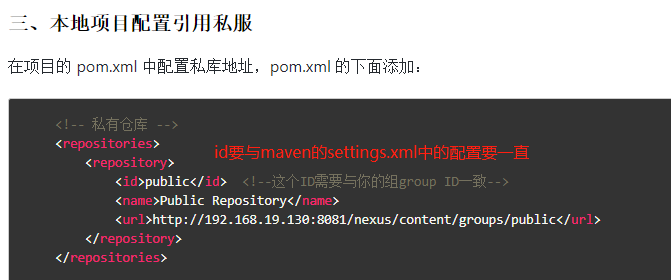 三、本地项目配置引用私服
在项目的 pom.xml 中配置私库地址，pom.xml 的下面添加：
<!-- 私有仓库 -->
<repositories>
id要与maven的settings.xml中的配置要一直
<repository>
<id>public</id> <!--这个ID需要与你的组group ID一致-->
<name>Public Repository</name>
<url>http://192.168.19.130:8081/nexus/content/groups/public</url>
</repository>
</repositories>